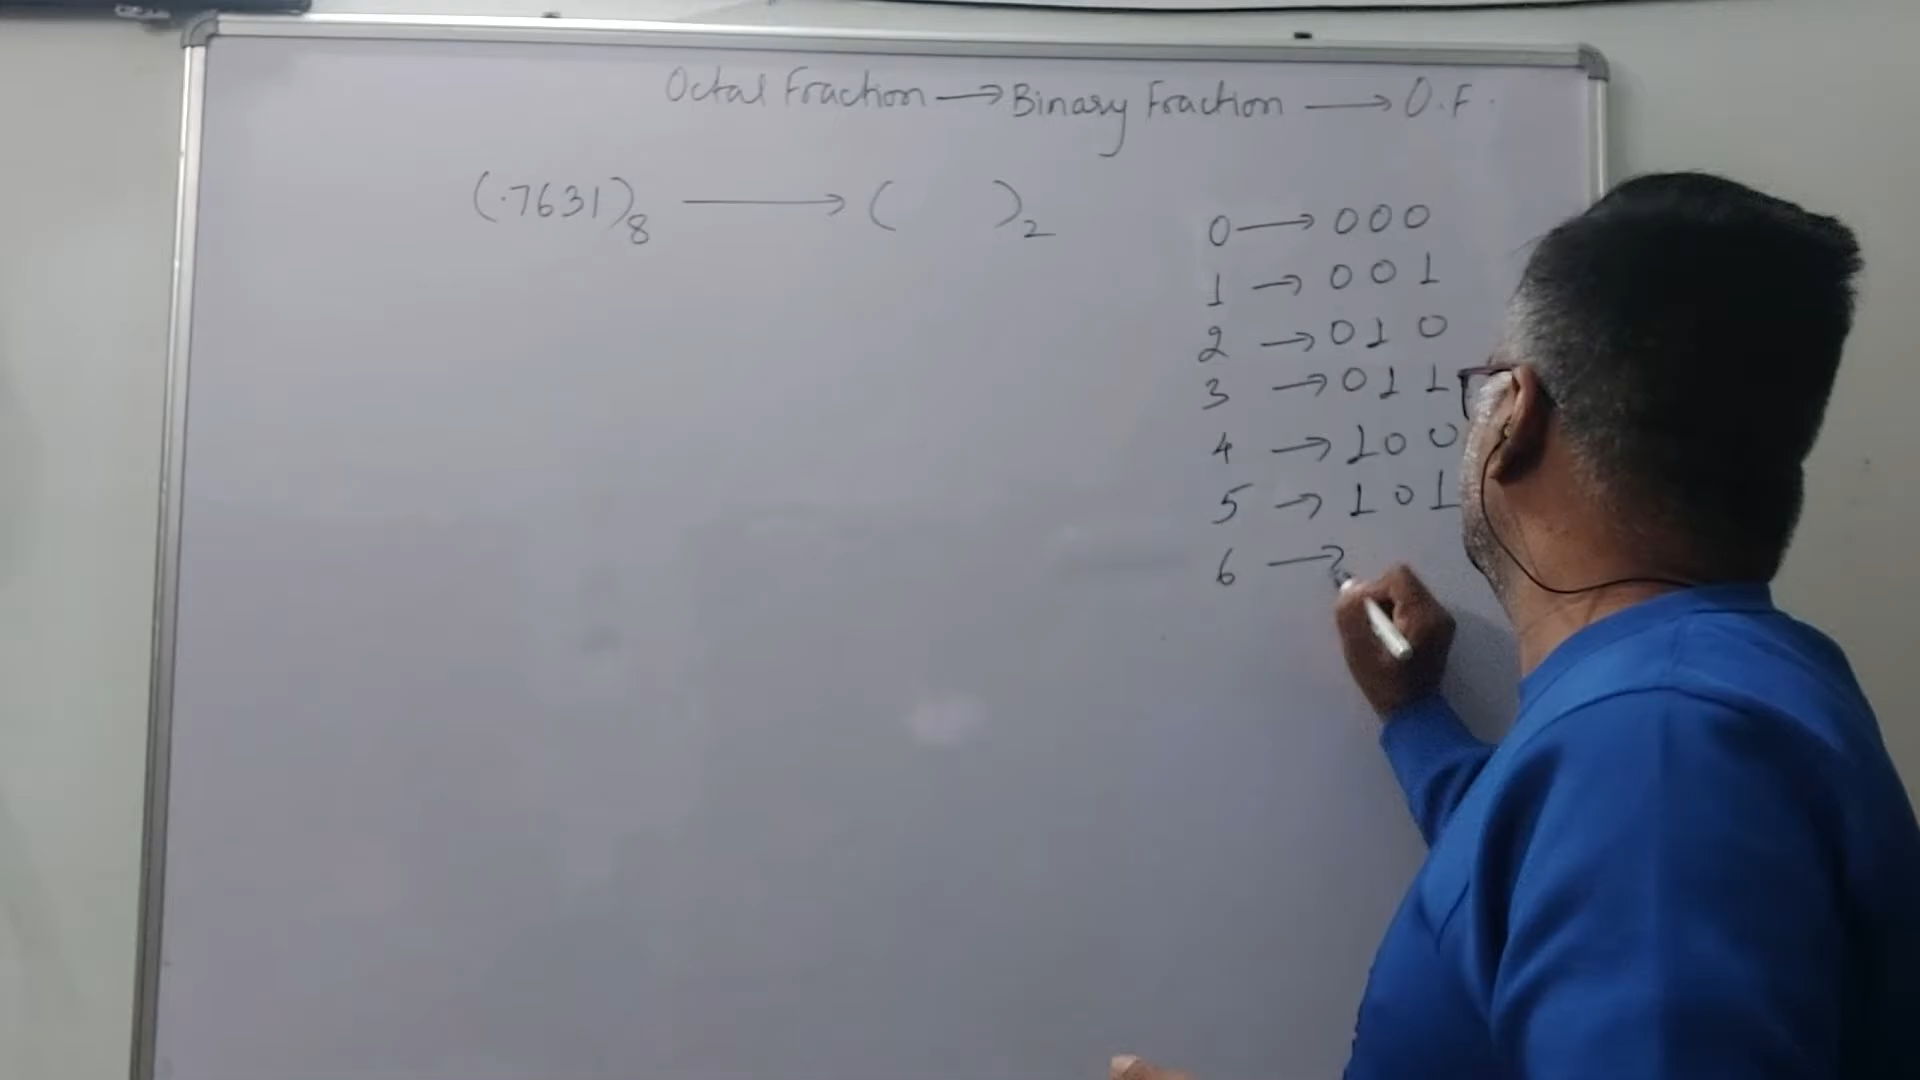 Octal Fraction → Binary Fraction → O.F.
(.7631)₈ → (   )₂
0 → 000
1 → 001
2 → 010
3 → 011
4 → 100
5 → 101
6 →